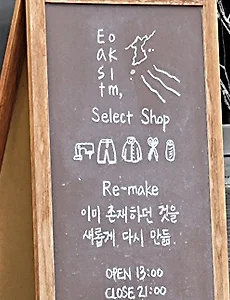 Eo
ak
si
tm,
Select Shop
Re-make
이미 존재하던 것을
새롭게 다시 만듦.
OPEN 13:00
CLOSE 21:00